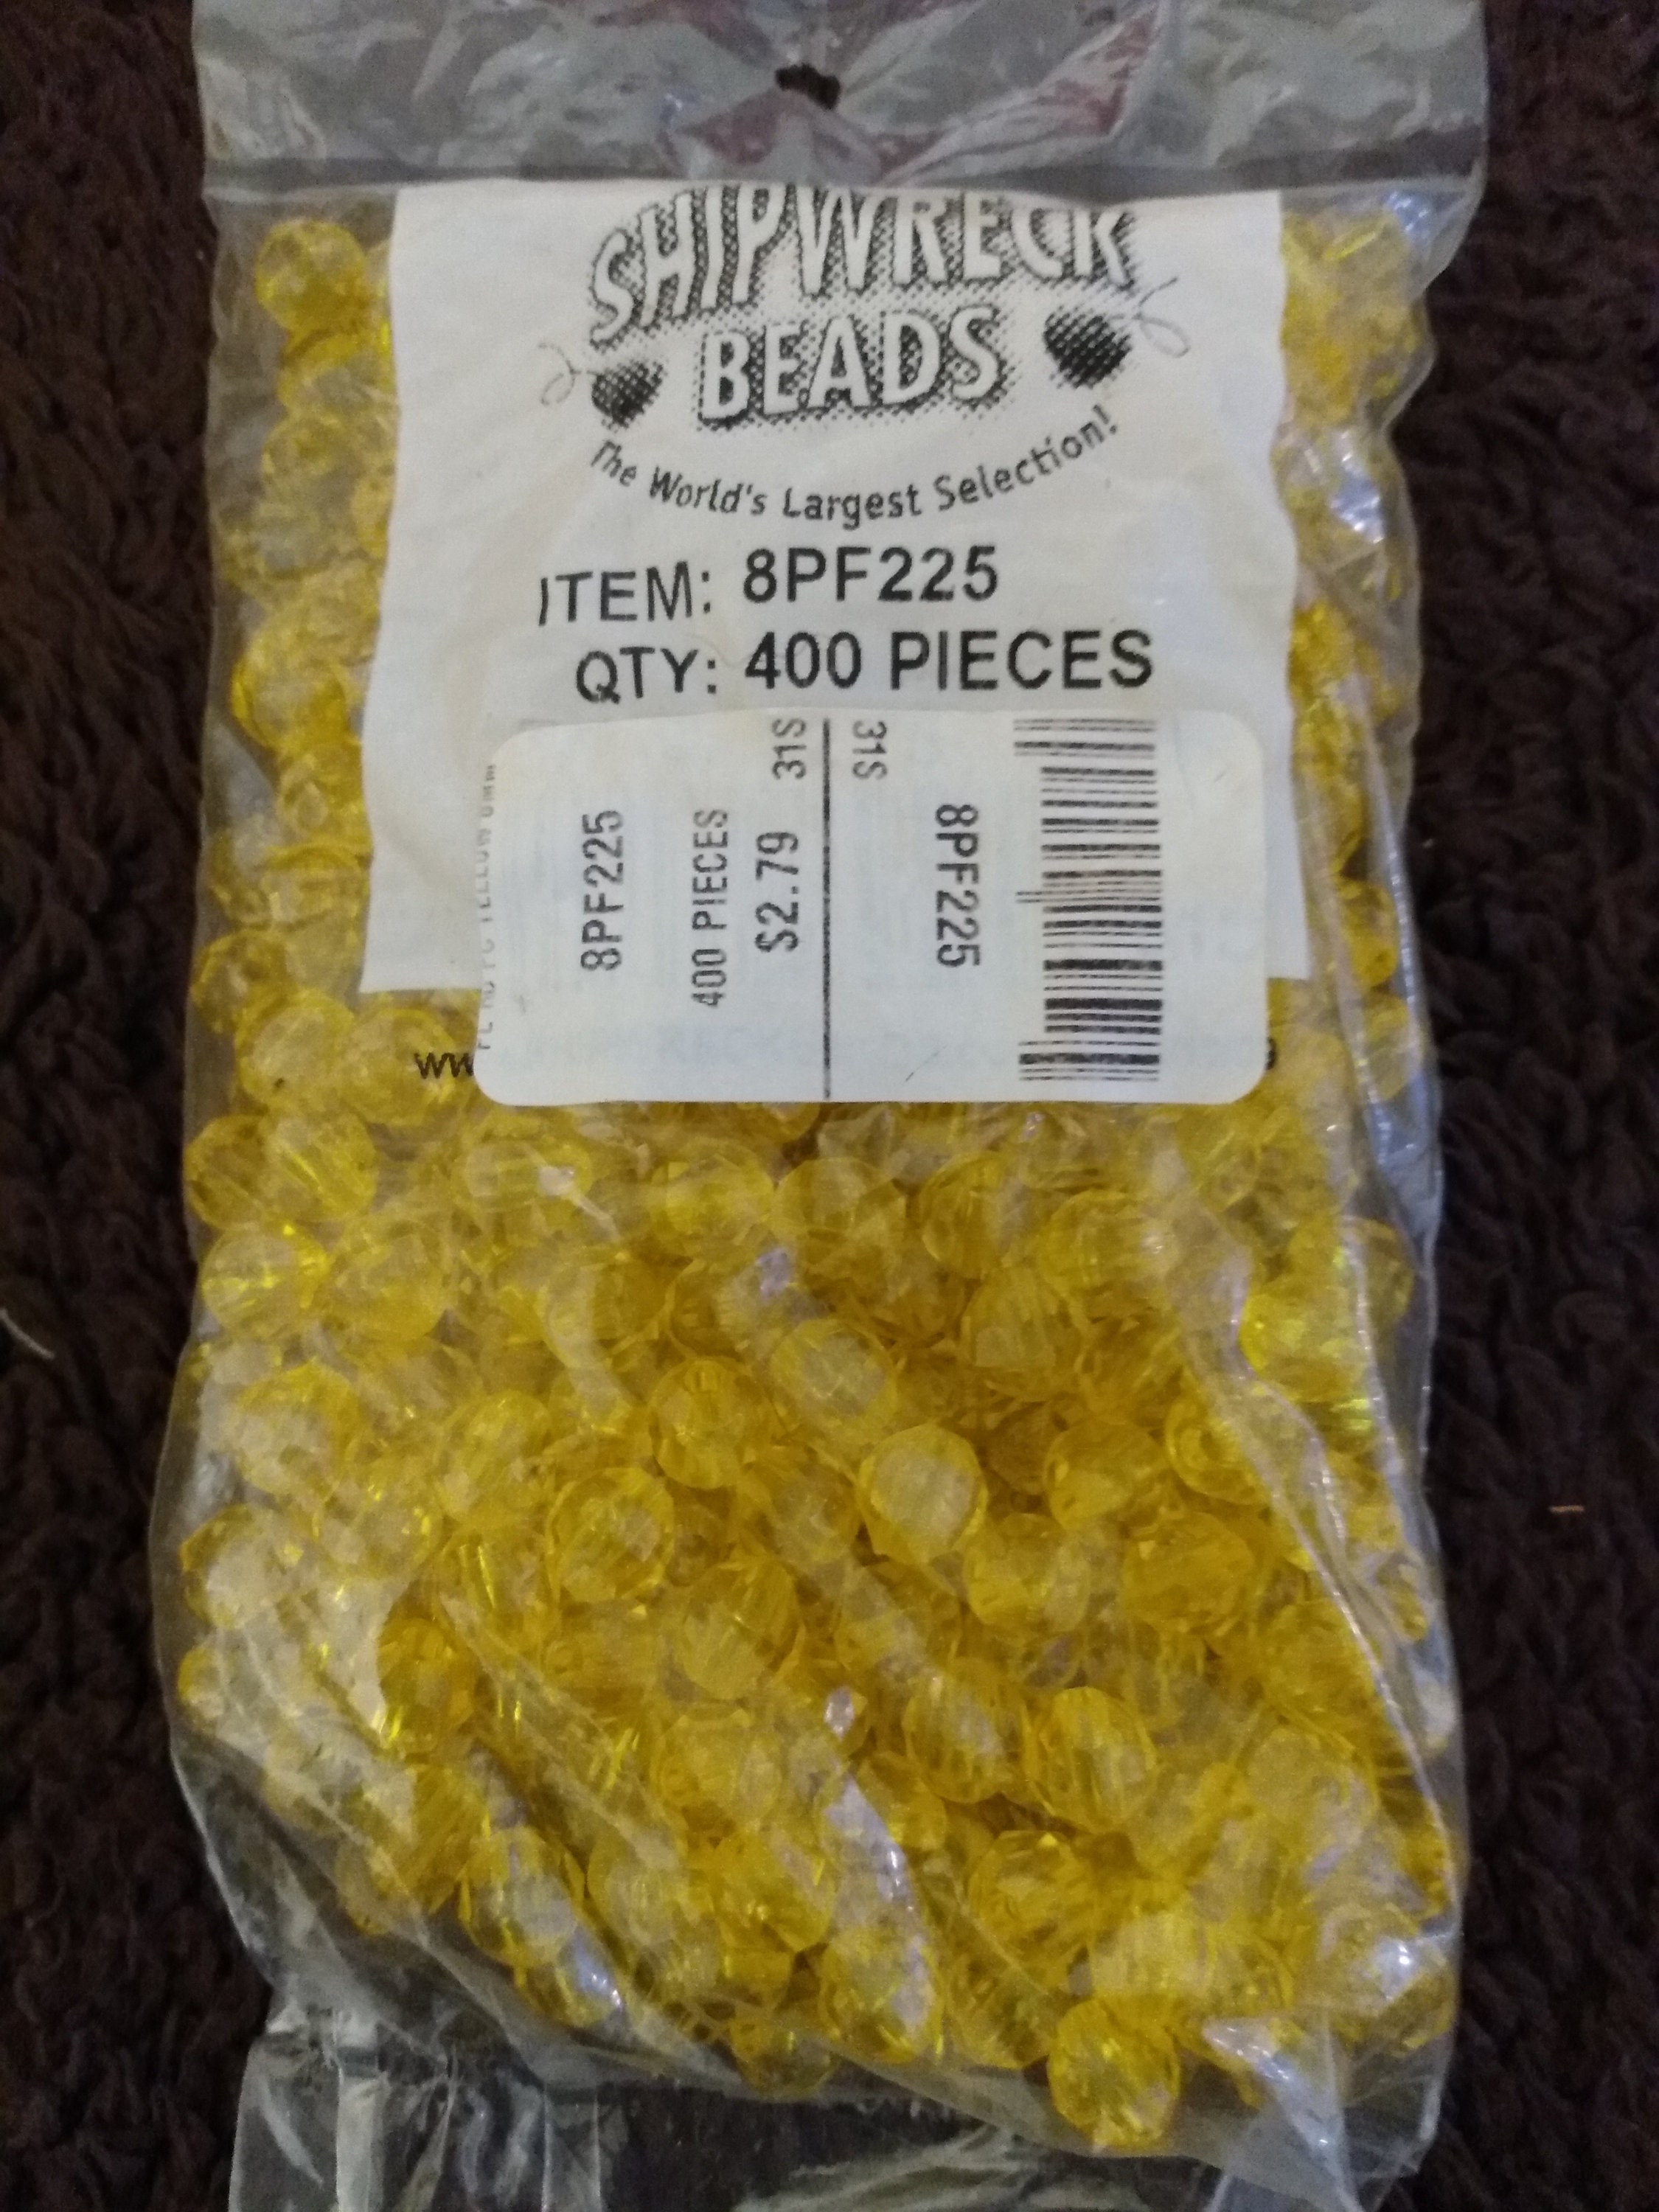 SHIPWRECK
BEADS
The World's Largest Selection!
ITEM: 8PF225
QTY: 400 PIECES
8PF225
400 PIECES
$2.79
31S
31S
8PF225